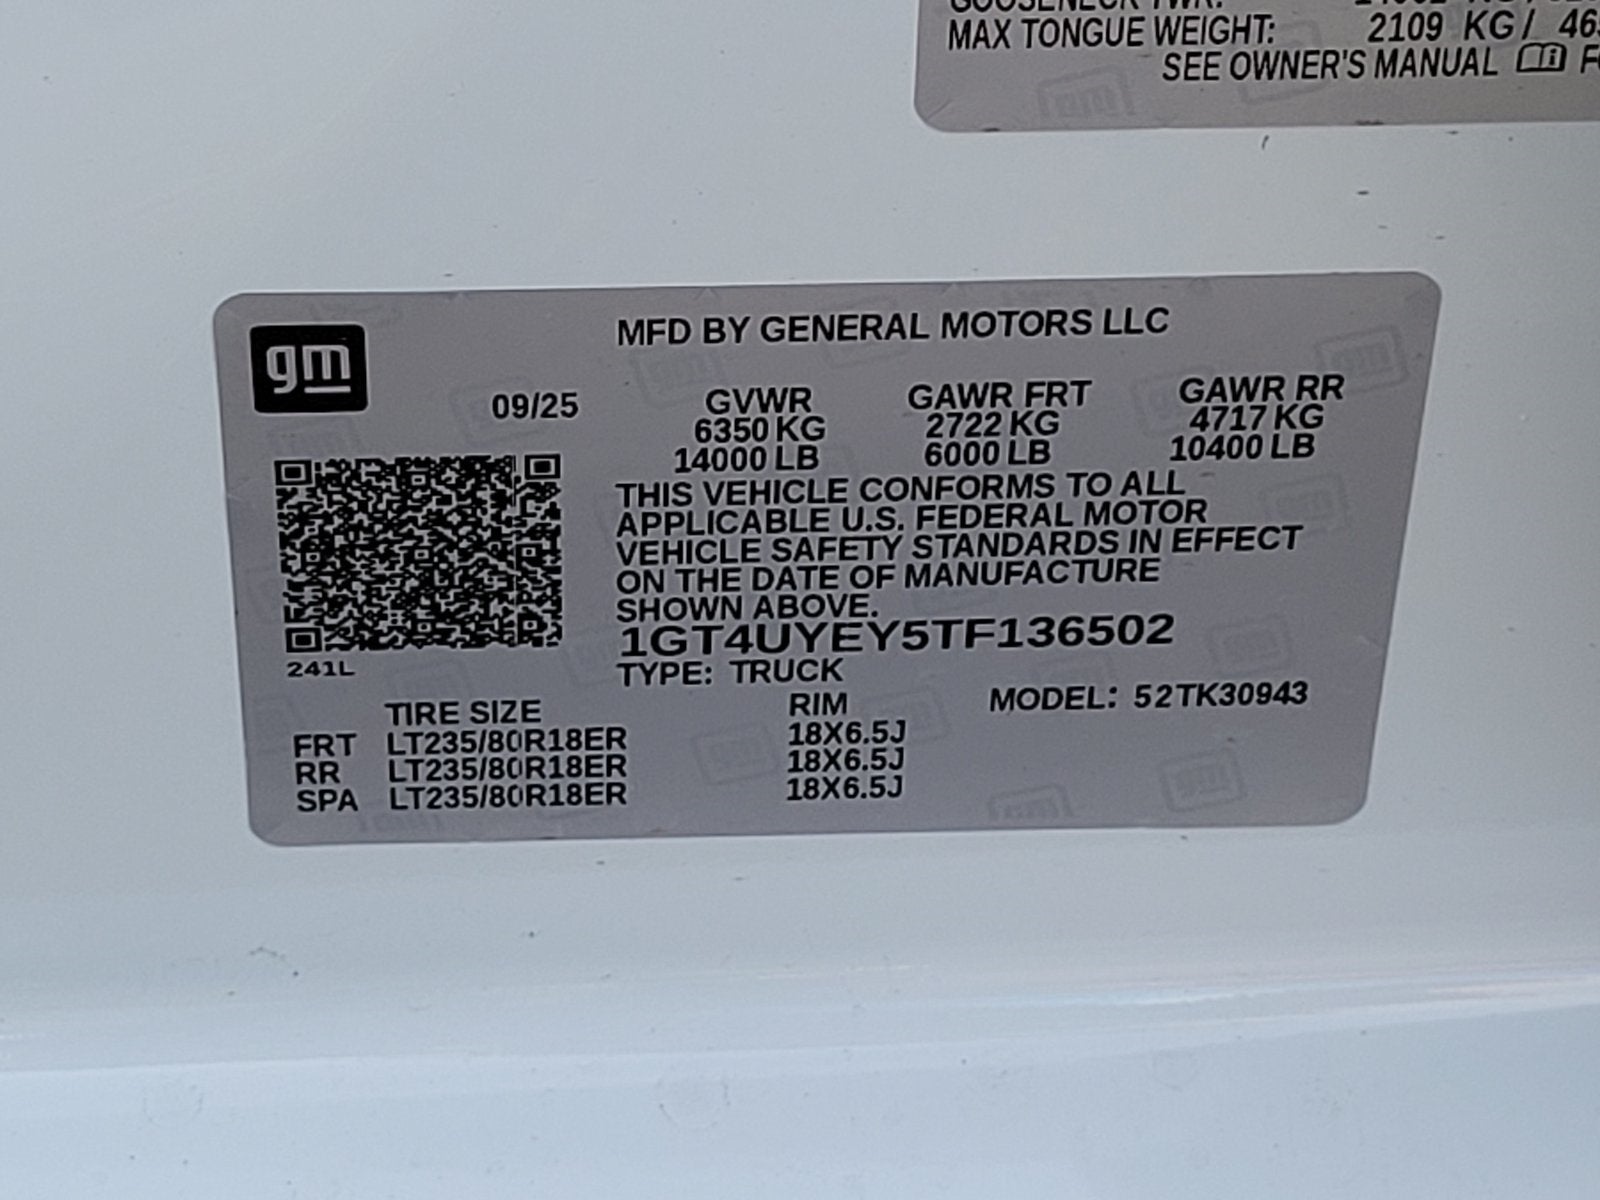 MAX TONGUE WEIGHT: 2109 KG/
SEE OWNER'S MANUAL
gm
MFD BY GENERAL MOTORS LLC
09/25
GVWR GAWR FRT GAWR RR
6350 KG 2722 KG 4717 KG
14000 LB 6000 LB 10400 LB
THIS VEHICLE CONFORMS TO ALL
APPLICABLE U.S. FEDERAL MOTOR
VEHICLE SAFETY STANDARDS IN EFFECT
ON THE DATE OF MANUFACTURE
SHOWN ABOVE.
1GT4UYEY5TF136502
241L
TYPE: TRUCK
TIRE SIZE RIM MODEL: 52TK30943
FRT LT235/80R18ER 18X6.5J
RR LT235/80R18ER 18X6.5J
SPA LT235/80R18ER 18X6.5J